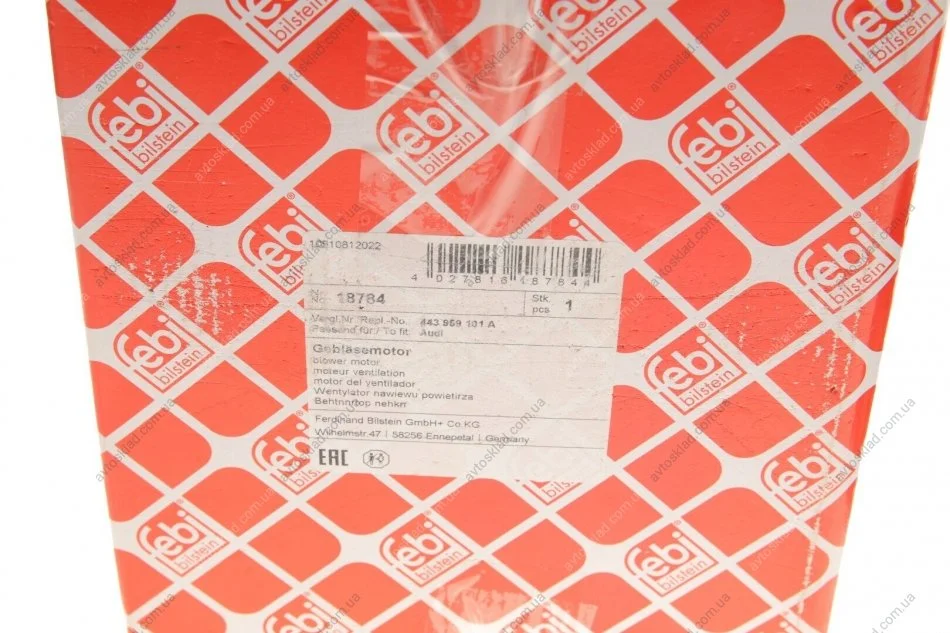 febi
bilstein
10910812022
4 027816 187844
Nr.
No. 18784
Stk.
pcs 1
Vergl.Nr. Repl.-No. 443 959 101 A
Passend für / To fit Audi
Gebläsemotor
blower motor
moteur ventilation
motor del ventilador
Wentylator nawiewu powietrza
Ferdinand Bilstein GmbH+ Co.KG
Wilhelmstr.47 | 58256 Ennepetal | Germany
EAC
avtosklad.com.ua